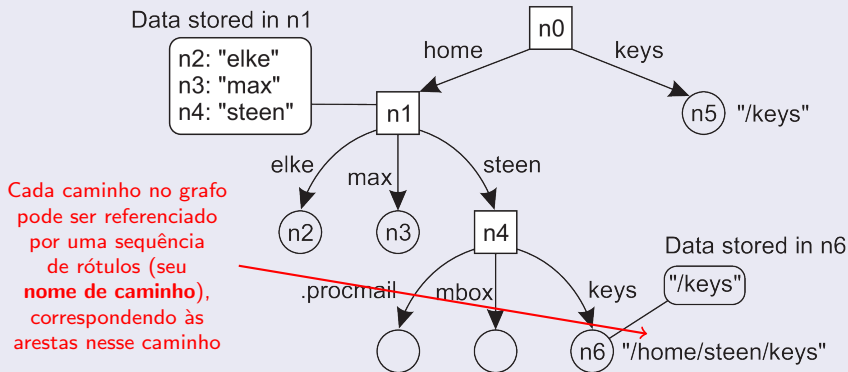 Data stored in n1
n2: "elke"
n3: "max"
n4: "steen"
n0
home
keys
n1
n5
"/keys"
elke
max
steen
Cada caminho no grafo
pode ser referenciado
por uma sequência
de rótulos (seu
nome de caminho),
correspondendo às
arestas nesse caminho
n2
n3
n4
Data stored in n6
"/keys"
.procmail
mbox
keys
n6
"/home/steen/keys"